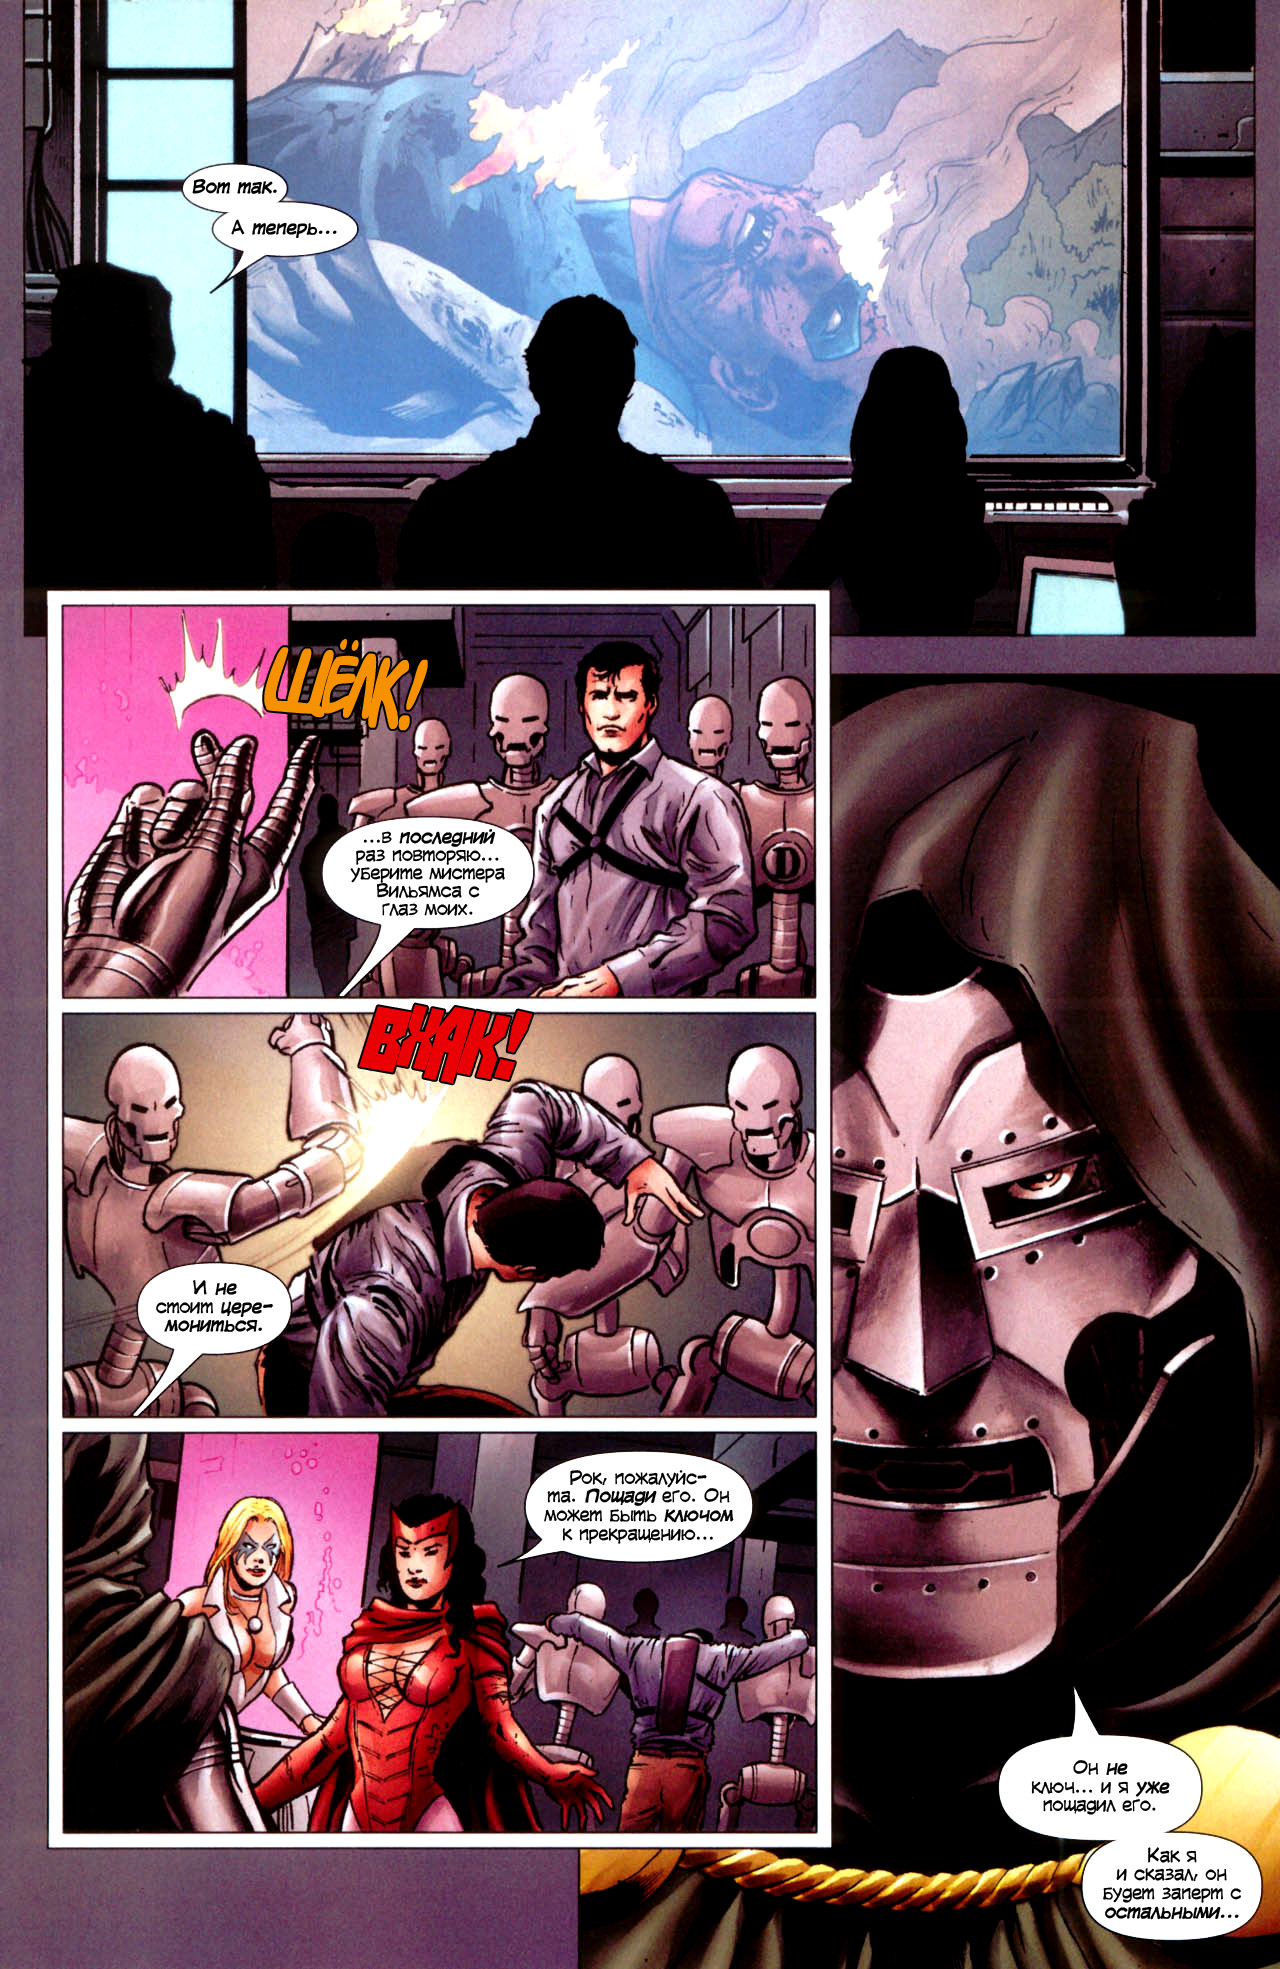 Вот так.
А теперь...
ЩЁЛК!
...в последний
раз повторяю...
уберите мистера
Вильямса с
глаз моих.
D
ВХАК!
И не
стоит цере-
мониться.
Рок, пожалуйс-
та. Пощади его. Он
может быть ключом
к прекращению...
Он не
ключ... и я уже
пощадил его.
Как я
и сказал, он
будет заперт с
остальными...